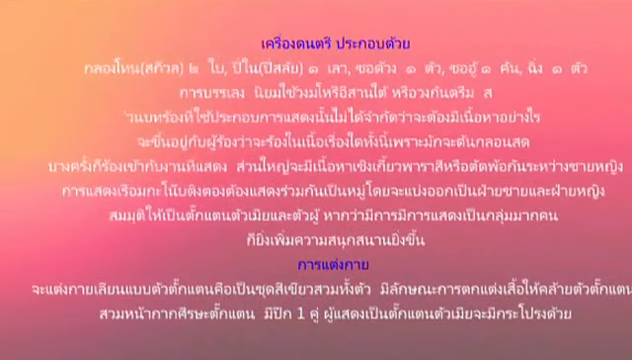 เครื่องดนตรี ประกอบด้วย
กลองโทน(สก๊วล) ๒ ใบ, ปี่ใน(ปี่สลัย) ๑ เลา, ซอด้วง ๑ ตัว, ซออู้ ๑ คัน, ฉิ่ง ๑ ตัว
การบรรเลง นิยมใช้วงมโหรีอิสานใต้ หรือวงกันตรึม ส
วนบทร้องที่ใช้ประกอบการแสดงนั้นไม่ได้จำกัดว่าจะต้องมีเนื้อหาอย่างไร
จะขึ้นอยู่กับผู้ร้องว่าจะร้องในเนื้อเรื่องใดทั้งนี้เพราะมักจะด้นกลอนสด
บางครั้งก็ร้องเข้ากับงานที่แสดง ส่วนใหญ่จะมีเนื้อหาเชิงเกี้ยวพาราสีหรือตัดพ้อกันระหว่างชายหญิง
การแสดงเรือมกะโน๊บติงตองต้องแสดงร่วมกันเป็นหมู่โดยจะแบ่งออกเป็นฝ่ายชายและฝ่ายหญิง
สมมุติให้เป็นตั๊กแตนตัวเมียและตัวผู้ หากว่ามีการมีการแสดงเป็นกลุ่มมากคน
ก็ยิ่งเพิ่มความสนุกสนานยิ่งขึ้น
การแต่งกาย
จะแต่งกายเลียนแบบตัวตั๊กแตนคือเป็นชุดสีเขียวสวมทั้งตัว มีลักษณะการตกแต่งเสื้อให้คล้ายตัวตั๊กแตน
สวมหน้ากากศีรษะตั๊กแตน มีปีก 1 คู่ ผู้แสดงเป็นตั๊กแตนตัวเมียจะมีกระโปรงด้วย